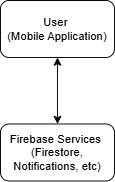 User
(Mobile Application)
Firebase Services
(Firestore,
Notifications, etc)